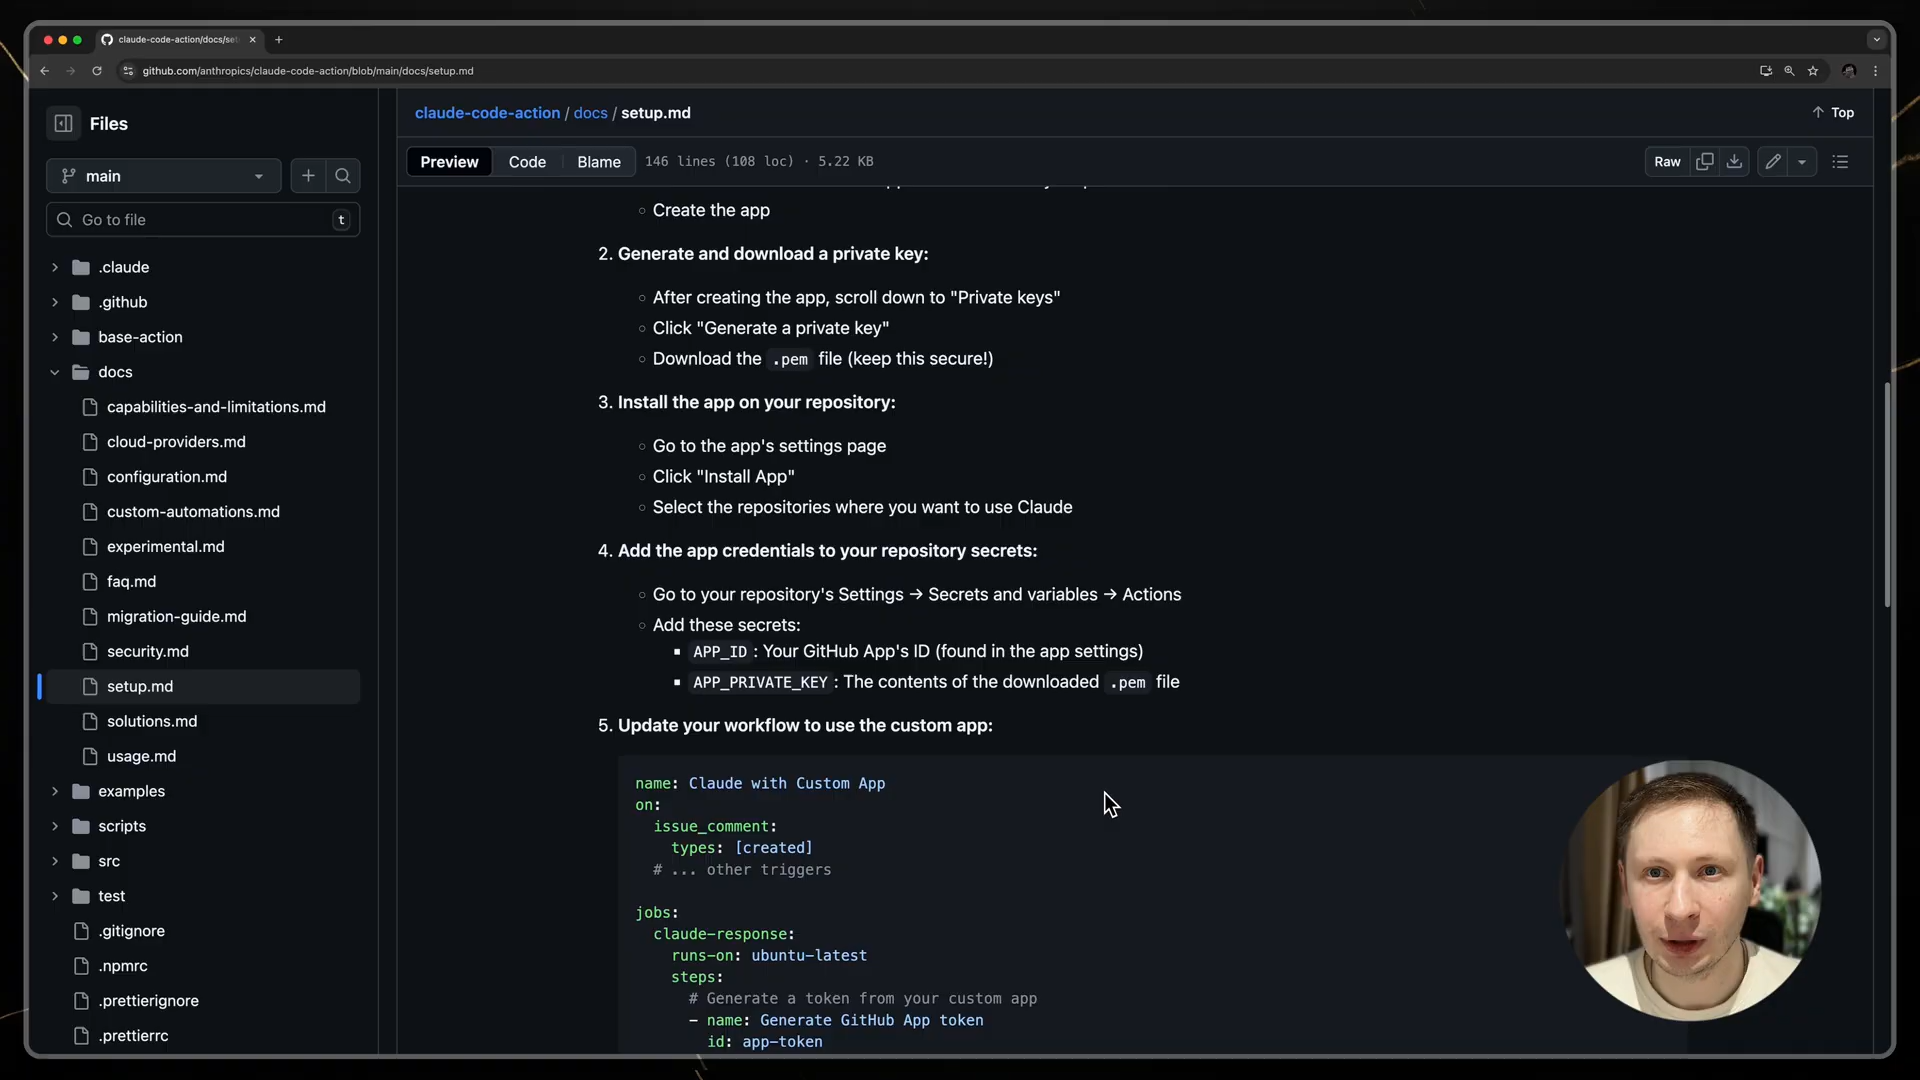 claude-code-action/docs/set
github.com/anthropics/claude-code-action/blob/main/docs/setup.md
Files
main
Go to file
t
.claude
.github
base-action
docs
capabilities-and-limitations.md
cloud-providers.md
configuration.md
custom-automations.md
experimental.md
faq.md
migration-guide.md
security.md
setup.md
solutions.md
usage.md
examples
scripts
src
test
.gitignore
.npmrc
.prettierignore
.prettierrc
claude-code-action / docs / setup.md
Top
Preview Code Blame 146 lines (108 loc) · 5.22 KB
Raw
Create the app
2. Generate and download a private key:
After creating the app, scroll down to "Private keys"
Click "Generate a private key"
Download the .pem file (keep this secure!)
3. Install the app on your repository:
Go to the app's settings page
Click "Install App"
Select the repositories where you want to use Claude
4. Add the app credentials to your repository secrets:
Go to your repository's Settings → Secrets and variables → Actions
Add these secrets:
APP_ID : Your GitHub App's ID (found in the app settings)
APP_PRIVATE_KEY : The contents of the downloaded .pem file
5. Update your workflow to use the custom app:
name: Claude with Custom App
on:
issue_comment:
types: [created]
# ... other triggers
jobs:
claude-response:
runs-on: ubuntu-latest
steps:
# Generate a token from your custom app
- name: Generate GitHub App token
id: app-token